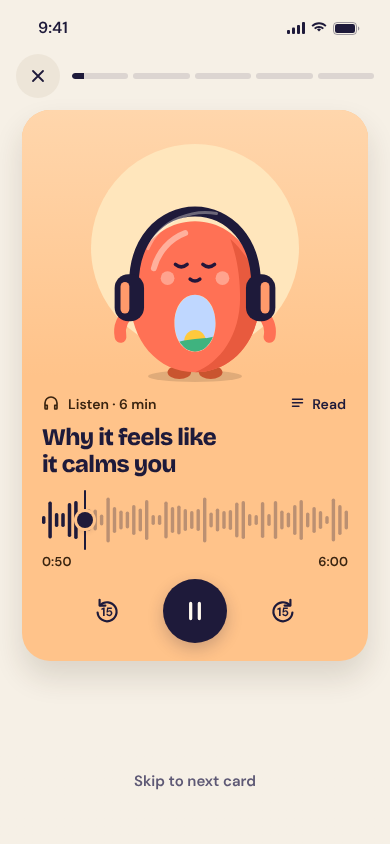 9:41
Listen · 6 min
Read
Why it feels like
it calms you
0:50
6:00
15
15
Skip to next card